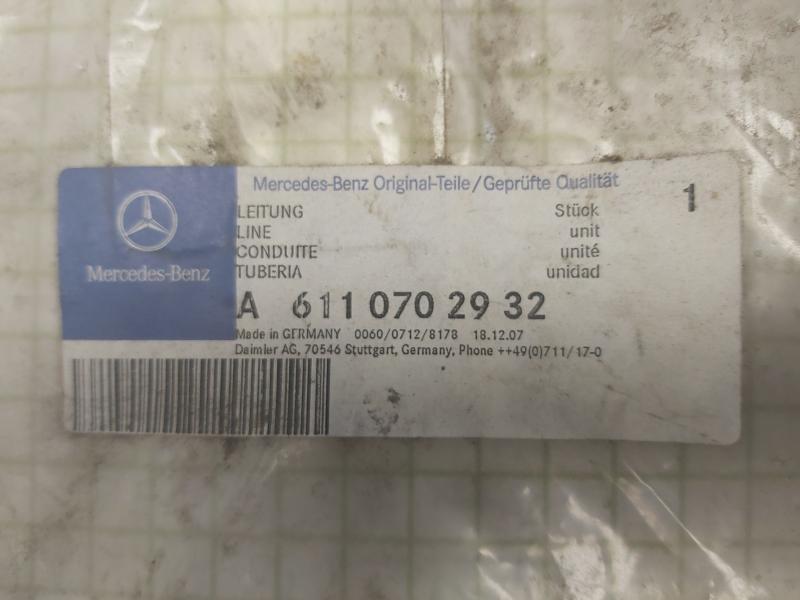 Mercedes-Benz Original-Teile/Geprüfte Qualität
LEITUNG Stück 1
LINE unit
CONDUITE unité
TUBERIA unidad
Mercedes-Benz
A 611 070 29 32
Made in GERMANY 0060/0712/8178 18.12.07
Daimler AG, 70546 Stuttgart, Germany, Phone ++49(0)711/17-0